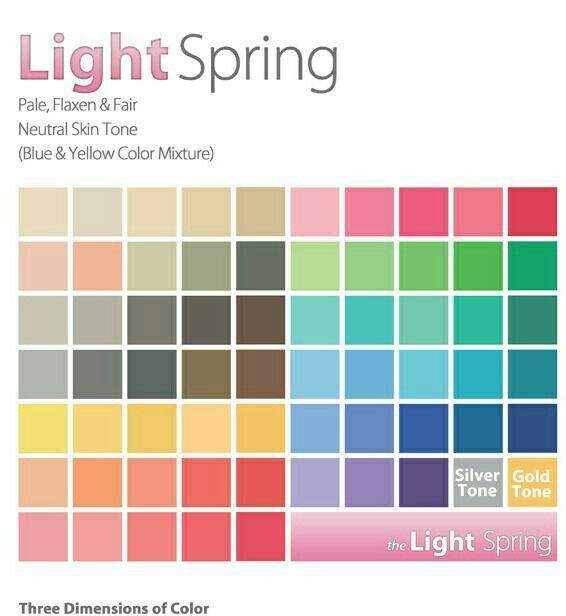 Light Spring
Pale, Flaxen & Fair
Neutral Skin Tone
(Blue & Yellow Color Mixture)
Silver
Tone
Gold
Tone
the Light Spring
Three Dimensions of Color